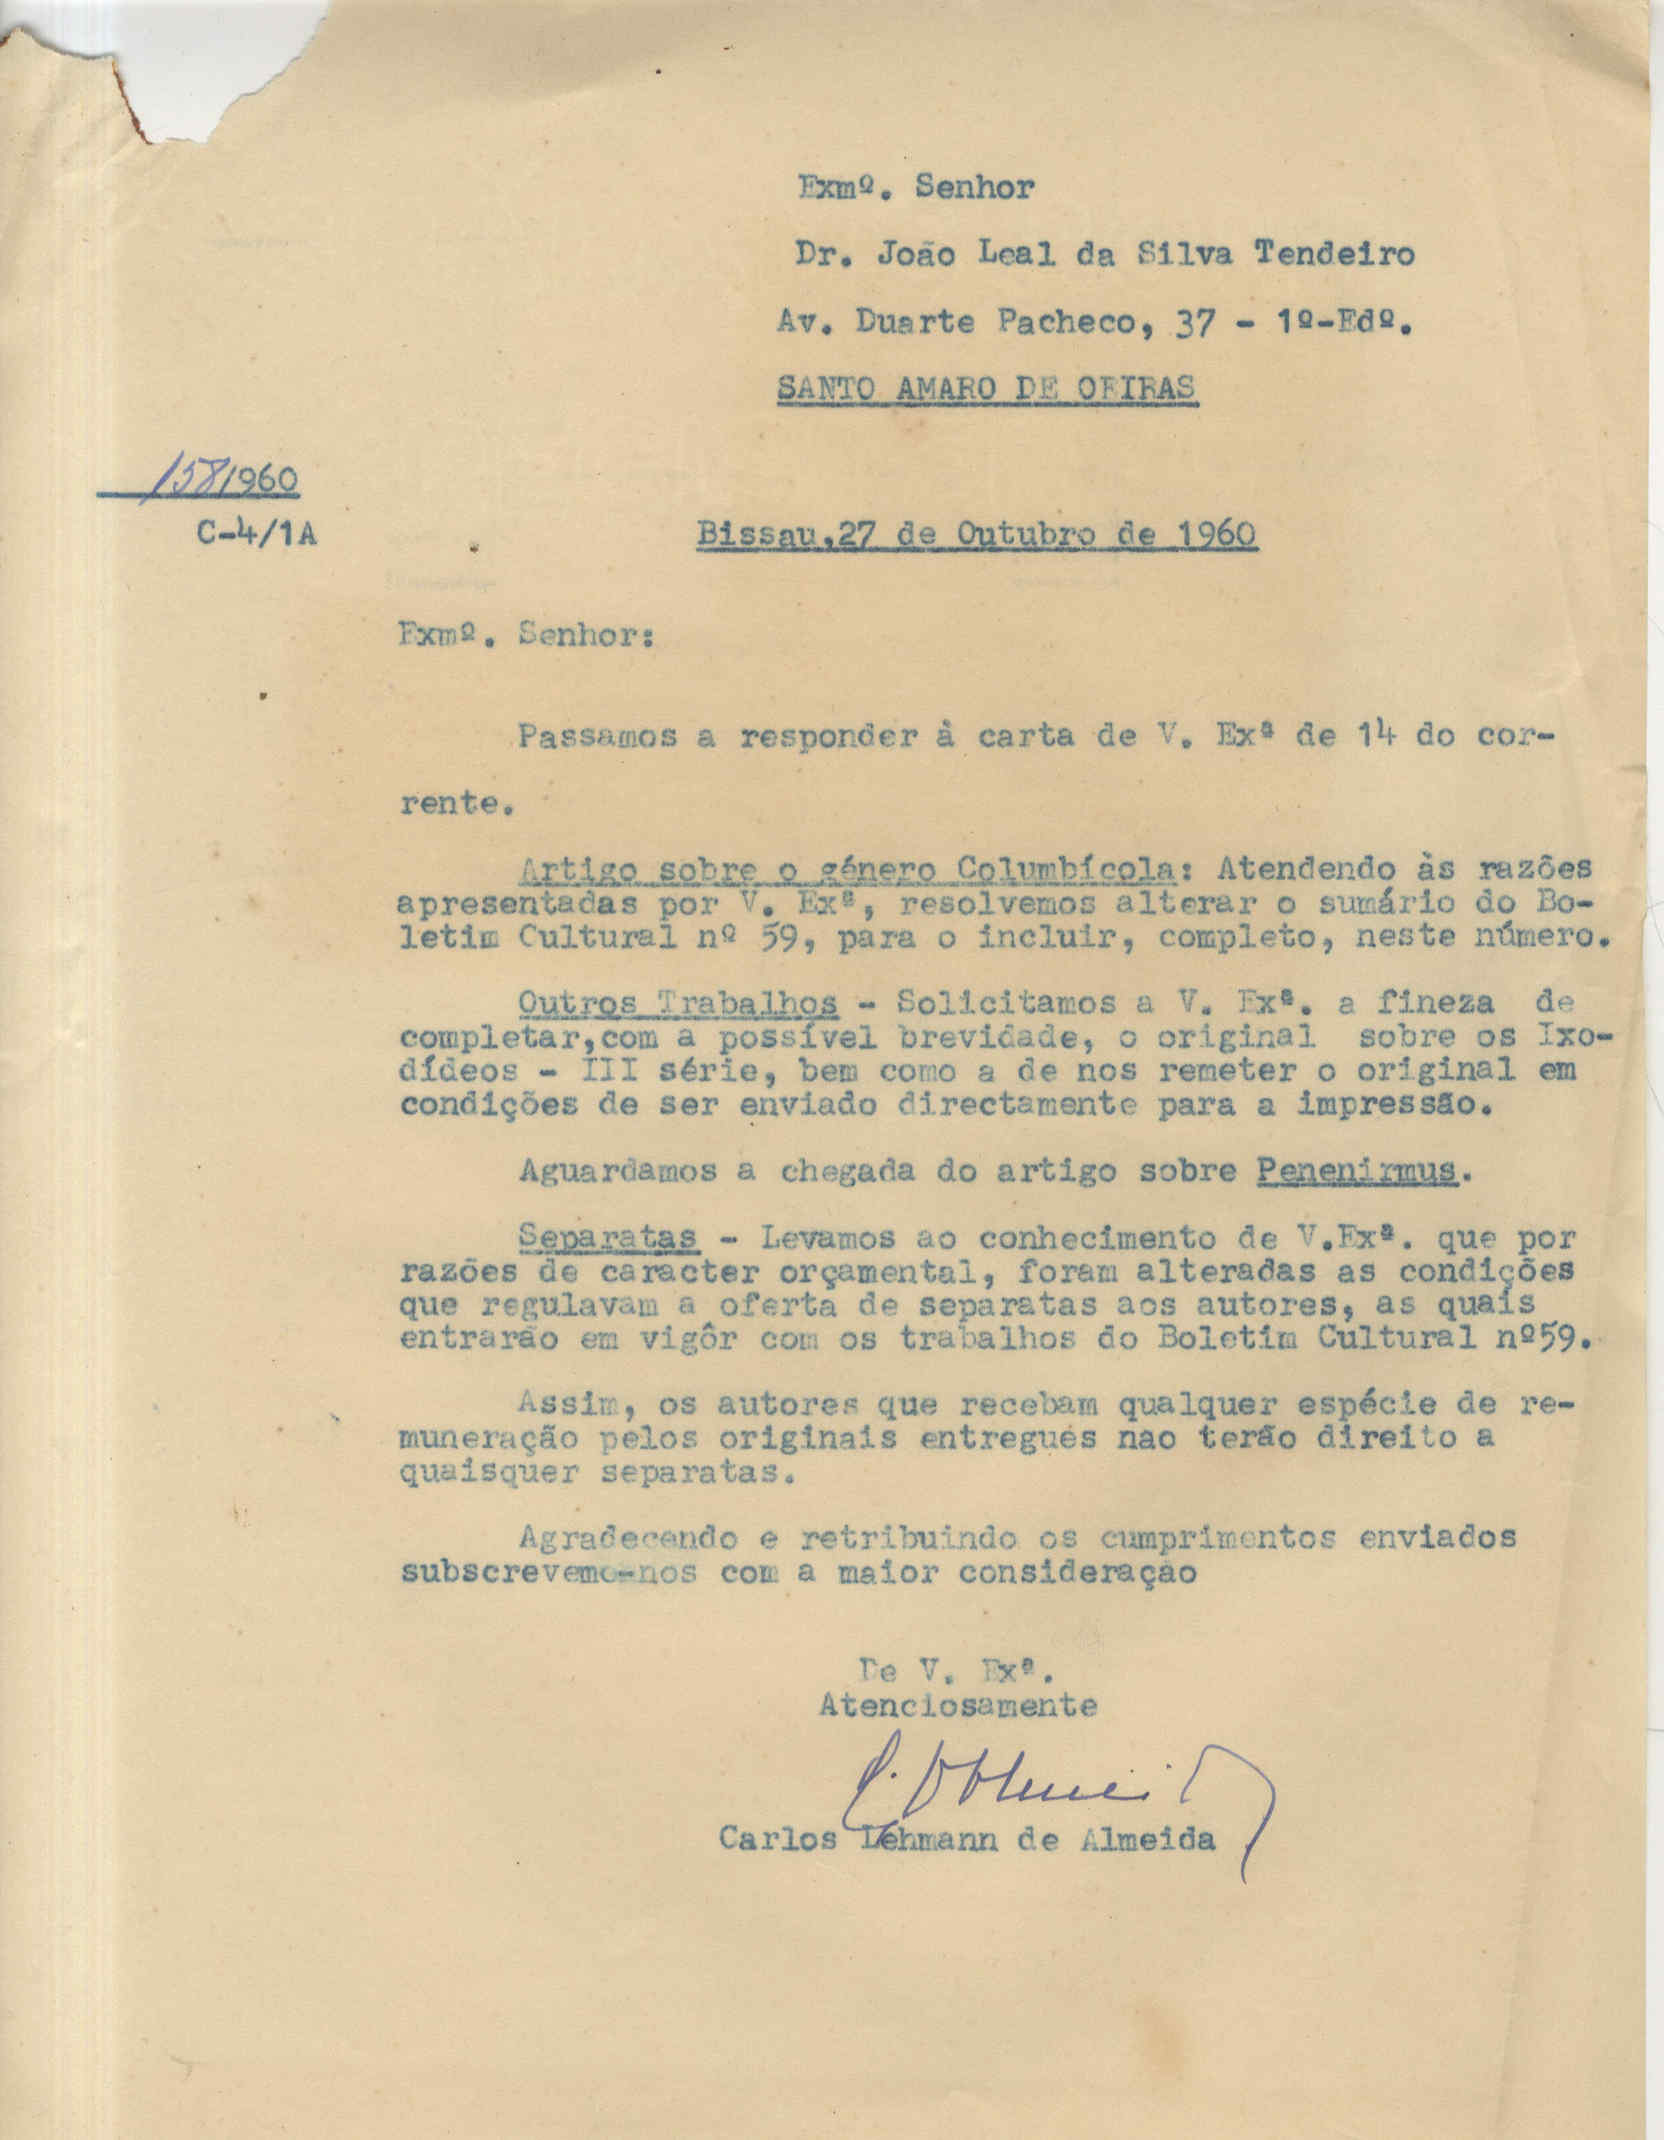 Exmº. Senhor
Dr. João Leal da Silva Tendeiro
Av. Duarte Pacheco, 37 - 1º-Edº.
SANTO AMARO DE OEIRAS
158/960
C-4/1A
Bissau,27 de Outubro de 1960
Exmº. Senhor:
Passamos a responder à carta de V. Exª de 14 do cor-
rente.
Artigo sobre o género Columbícola: Atendendo às razões
apresentadas por V. Exª, resolvemos alterar o sumário do Bo-
letim Cultural nº 59, para o incluir, completo, neste número.
Outros Trabalhos - Solicitamos a V. Exª. a fineza de
completar,com a possível brevidade, o original sobre os Ixo-
dídeos - III série, bem como a de nos remeter o original em
condições de ser enviado directamente para a impressão.
Aguardamos a chegada do artigo sobre Penenirmus.
Separatas - Levamos ao conhecimento de V.Exª. que por
razões de caracter orçamental, foram alteradas as condições
que regulavam a oferta de separatas aos autores, as quais
entrarão em vigôr com os trabalhos do Boletim Cultural nº59.
Assim, os autores que recebam qualquer espécie de re-
muneração pelos originais entregues nao terão direito a
quaisquer separatas.
Agradecendo e retribuindo os cumprimentos enviados
subscrevemo-nos com a maior consideração
De V. Exª.
Atenciosamente
Carlos Lehmann de Almeida